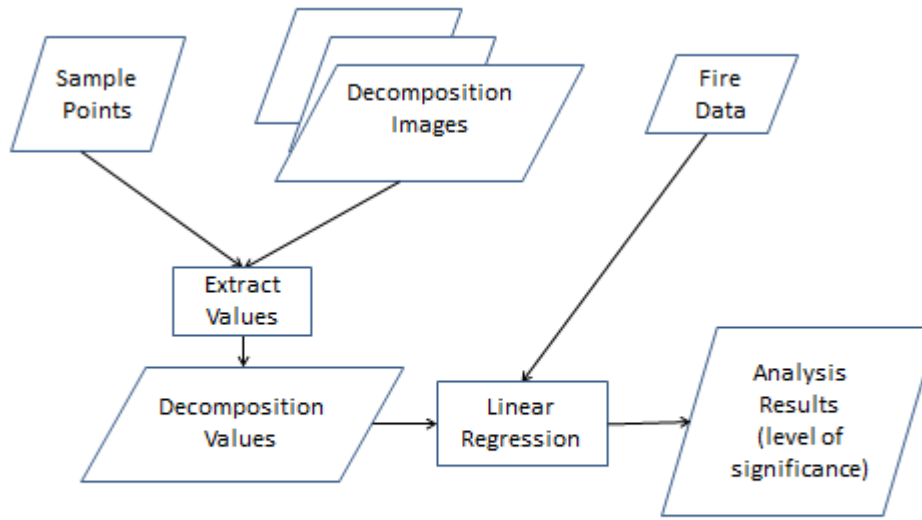 Sample
Points
Decomposition
Images
Fire
Data
Extract
Values
Decomposition
Values
Linear
Regression
Analysis
Results
(level of
significance)